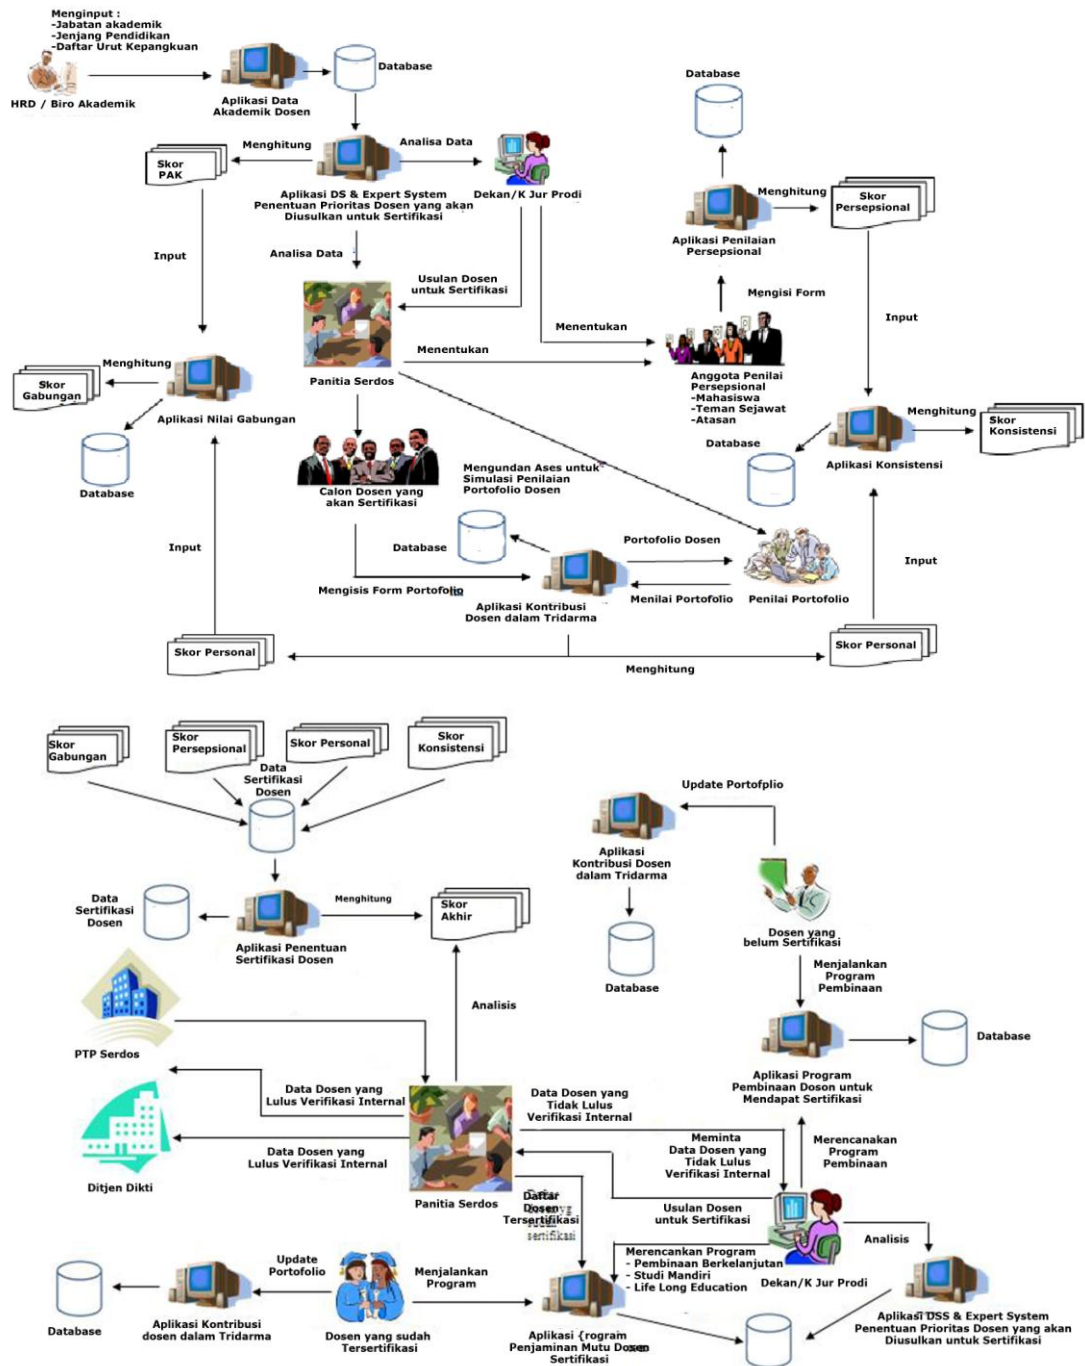 Menginput :
-Jabatan akademik
-Jenjang Pendidikan
-Daftar Urut Kepangkuan
HRD / Biro Akademik
Aplikasi Data
Akademik Dosen
Database
Skor
PAK
Menghitung
Analisa Data
Aplikasi DS & Expert System
Penentuan Prioritas Dosen yang akan
Diusulkan untuk Sertifikasi
Dekan/K Jur Prodi
Database
Menghitung
Skor
Persepsional
Aplikasi Penilaian
Persepsional
Input
Analisa Data
Usulan Dosen
untuk Sertifikasi
Mengisi Form
Menentukan
Input
Menghitung
Skor
Gabungan
Aplikasi Nilai Gabungan
Database
Panitia Serdos
Menentukan
Anggota Penilai
Persepsional
-Mahasiswa
-Teman Sejawat
-Atasan
Menghitung
Skor
Konsistensi
Aplikasi Konsistensi
Database
Calon Dosen yang
akan Sertifikasi
Mengundan Ases untuk
Simulasi Penilaian
Portofolio Dosen
Input
Database
Portofolio Dosen
Input
Mengisis Form Portofolio
Aplikasi Kontribusi
Dosen dalam Tridarma
Menilai Portofolio
Penilai Portofolio
Skor Personal
Menghitung
Skor Personal
Skor
Gabungan
Skor
Persepsional
Skor Personal
Skor
Konsistensi
Data
Sertifikasi
Dosen
Update Portofplio
Aplikasi
Kontribusi Dosen
dalam Tridarma
Data
Sertifikasi
Dosen
Menghitung
Skor
Akhir
Aplikasi Penentuan
Sertifikasi Dosen
Dosen yang
belum Sertifikasi
Database
Menjalankan
Program
Pembinaan
Analisis
PTP Serdos
Database
Aplikasi Program
Pembinaan Doson untuk
Mendapat Sertifikasi
Data Dosen yang
Lulus Verifikasi Internal
Data Dosen yang
Tidak Lulus
Verifikasi Internal
Meminta
Data Dosen yang
Tidak Lulus
Verifikasi Internal
Merencanakan
Program
Pembinaan
Data Dosen yang
Lulus Verifikasi Internal
Ditjen Dikti
Panitia Serdos
Daftar
Dosen
Tersertifikasi
sertifikasi
Usulan Dosen
untuk Sertifikasi
Analisis
Merencankan Program
- Pembinaan Berkelanjutan
- Studi Mandiri
- Life Long Education
Dekan/K Jur Prodi
Update
Portofolio
Menjalankan
Program
Database
Aplikasi Kontribusi
dosen dalam Tridarma
Dosen yang sudah
Tersertifikasi
Aplikasi {rogram
Penjaminan Mutu Dosen
Sertifikasi
Aplikasi DSS & Expert System
Penentuan Prioritas Dosen yang akan
Diusulkan untuk Sertifikasi